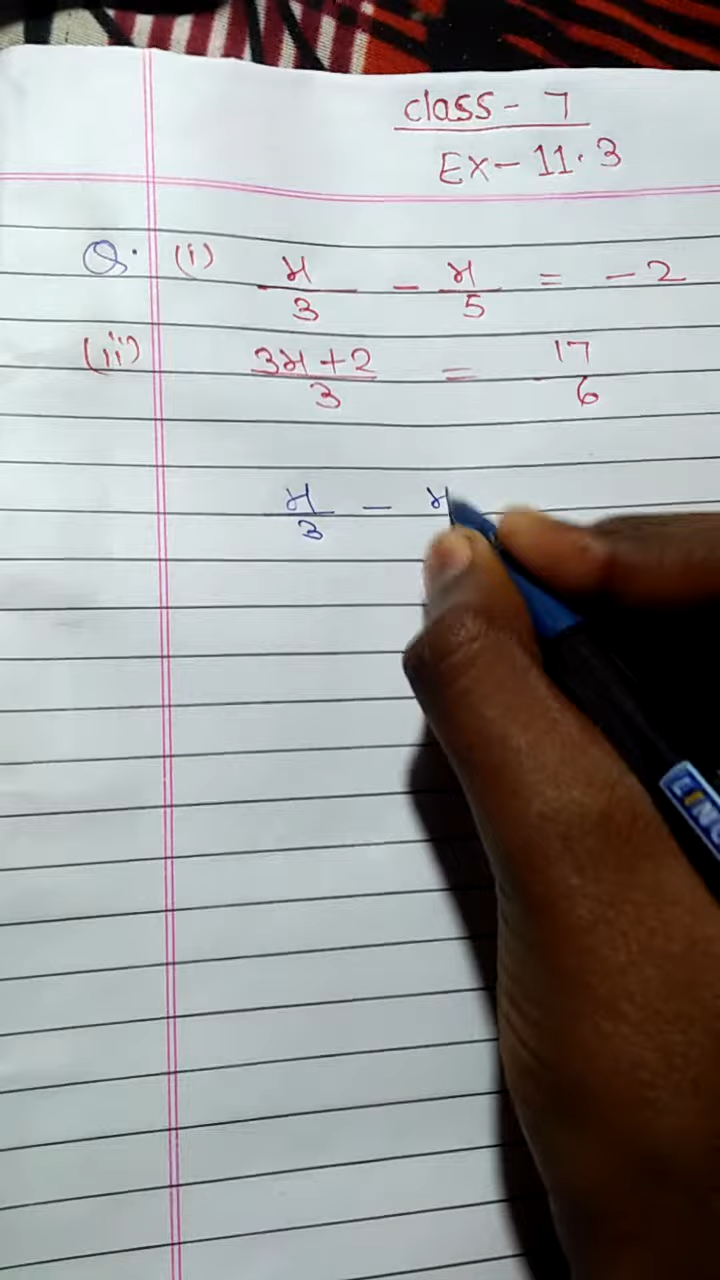 class - 7
Ex - 11.3
Q. (i) x/3 - x/5 = -2
(ii) 3x+2/3 = 17/6
x/3 - x